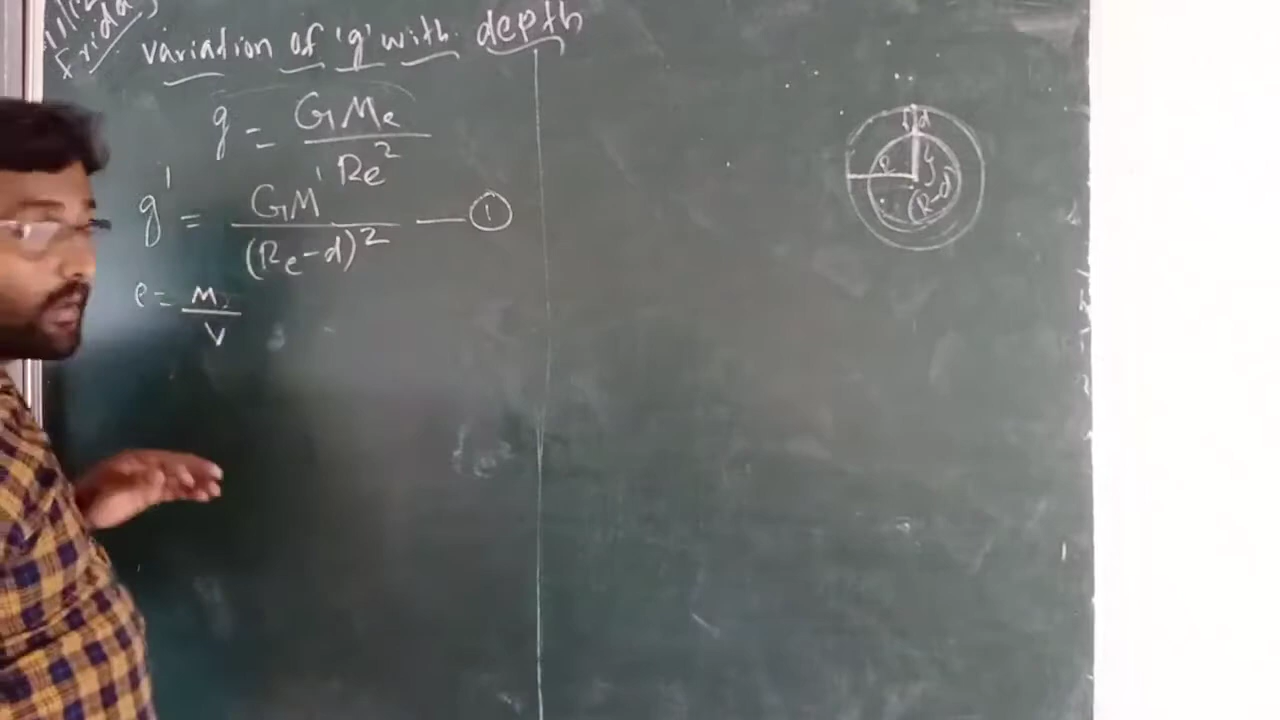 Friday
variation of 'g' with depth
g = GMe / Re²
g' = GM' / (Re-d)² — ①
e = M / V
d
R
(R-d)